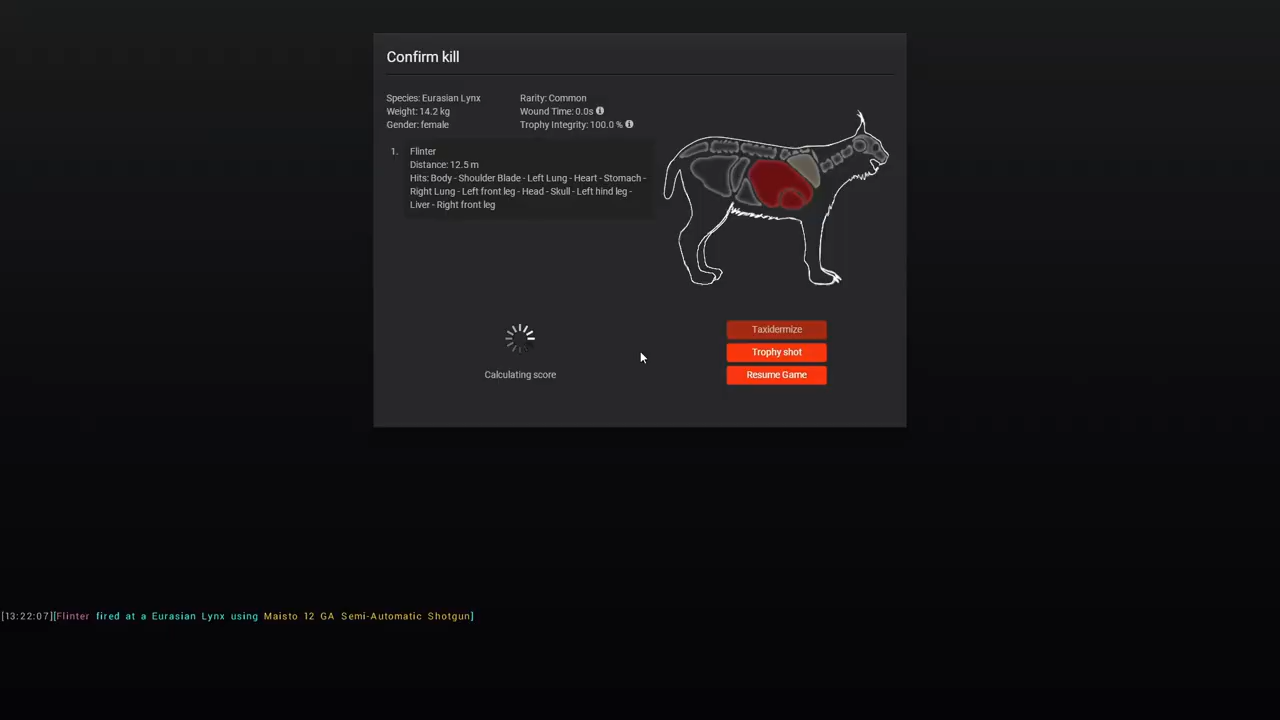 Confirm kill
Species: Eurasian Lynx
Weight: 14.2 kg
Gender: female
Rarity: Common
Wound Time: 0.0s
Trophy Integrity: 100.0 %
1. Flinter
Distance: 12.5 m
Hits: Body - Shoulder Blade - Left Lung - Heart - Stomach -
Right Lung - Left front leg - Head - Skull - Left hind leg -
Liver - Right front leg
Calculating score
Taxidermize
Trophy shot
Resume Game
[13:22:07][Flinter fired at a Eurasian Lynx using Maisto 12 GA Semi-Automatic Shotgun]